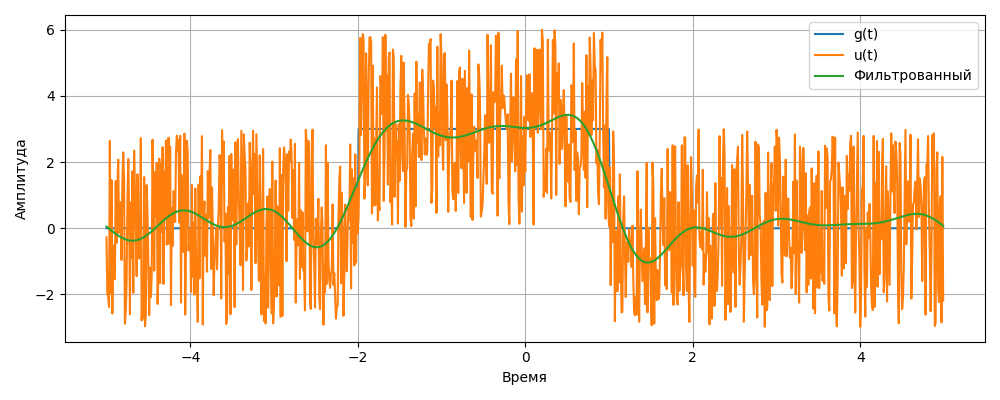 6
4
2
0
−2
−4
−2
0
2
4
Амплитуда
Время
g(t)
u(t)
Фильтрованный